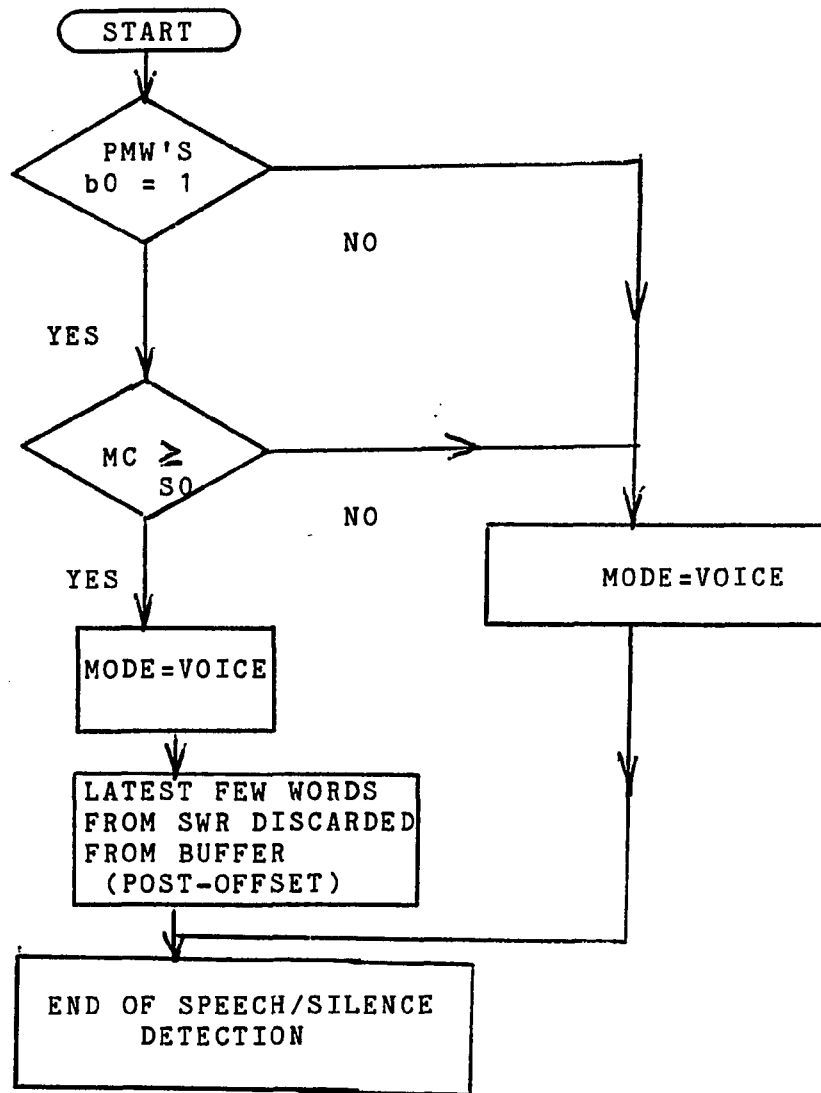 START
PMW'S
b0 = 1
NO
YES
MC ≥
S0
NO
YES
MODE=VOICE
MODE=VOICE
LATEST FEW WORDS
FROM SWR DISCARDED
FROM BUFFER
(POST-OFFSET)
END OF SPEECH/SILENCE
DETECTION